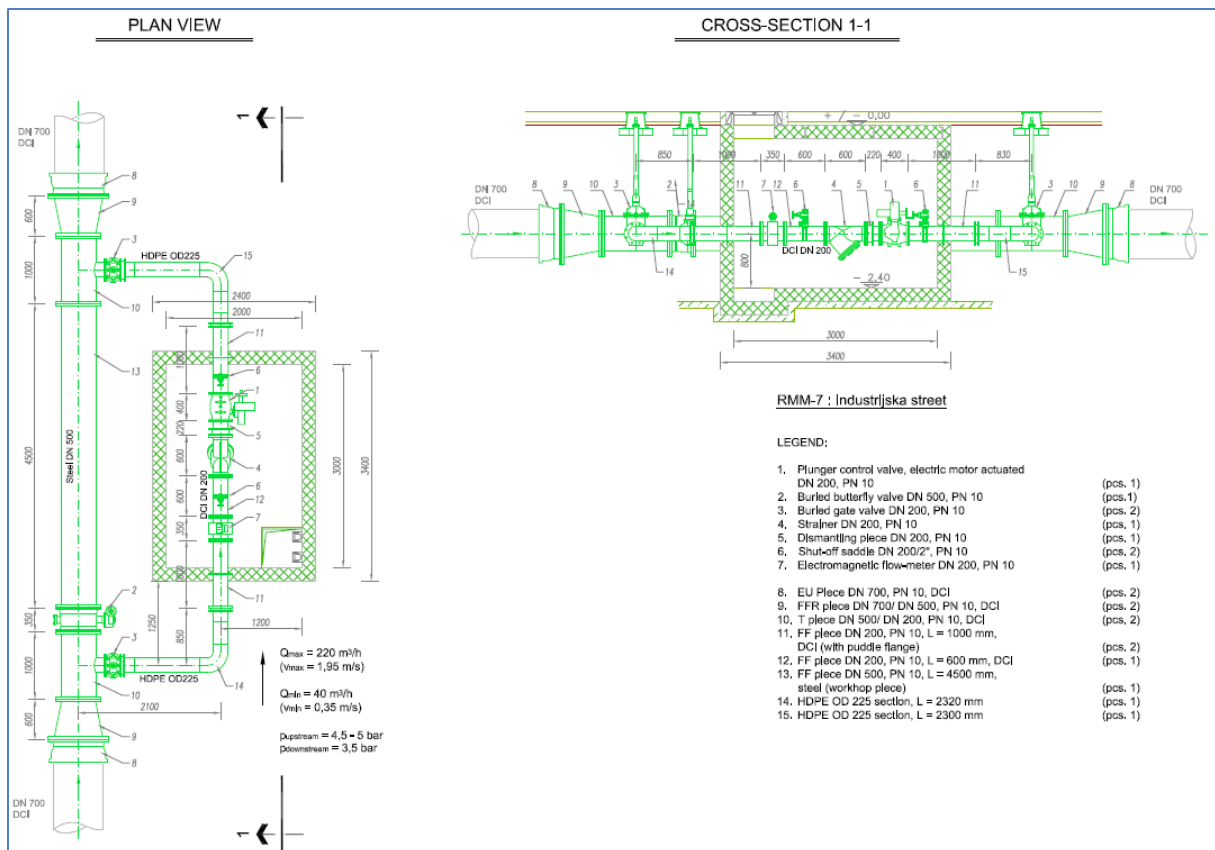 PLAN VIEW
CROSS-SECTION 1-1
DN 700
DCI
8
9
600
3
HDPE OD225
15
1000
10
2400
2000
11
13
6
1
400
220
5
4500
Steel DN 500
600
4
3000
3400
DCI DN 200
6
600
12
350
7
2
11
350
1250
850
1200
3
1000
HDPE OD225
14
10
2100
600
9
8
DN 700
DCI
1
1
Qmax = 220 m³/h
(vmax = 1,95 m/s)
Qmin = 40 m³/h
(vmin = 0,35 m/s)
pupstream = 4,5 - 5 bar
pdownstream = 3,5 bar
0,00
850 1000 350 600 600 220 400 1000 830
DN 700
DCI
8 9 10 3 2 11 7 12 6 4 5 1 6 11 3 10 9 8
DN 700
DCI
DCI DN 200
14
800
15
- 2,40
3000
3400
RMM-7 : Industrijska street
LEGEND:
1. Plunger control valve, electric motor actuated
DN 200, PN 10 (pcs. 1)
2. Buried butterfly valve DN 500, PN 10 (pcs.1)
3. Buried gate valve DN 200, PN 10 (pcs. 2)
4. Strainer DN 200, PN 10 (pcs. 1)
5. Dismantling piece DN 200, PN 10 (pcs. 1)
6. Shut-off saddle DN 200/2", PN 10 (pcs. 2)
7. Electromagnetic flow-meter DN 200, PN 10 (pcs. 1)
8. EU Piece DN 700, PN 10, DCI (pcs. 2)
9. FFR piece DN 700/ DN 500, PN 10, DCI (pcs. 2)
10. T piece DN 500/ DN 200, PN 10, DCI (pcs. 2)
11. FF piece DN 200, PN 10, L = 1000 mm,
DCI (with puddle flange) (pcs. 2)
12. FF piece DN 200, PN 10, L = 600 mm, DCI (pcs. 1)
13. FF piece DN 500, PN 10, L = 4500 mm,
steel (workhop piece) (pcs. 1)
14. HDPE OD 225 section, L = 2320 mm (pcs. 1)
15. HDPE OD 225 section, L = 2300 mm (pcs. 1)